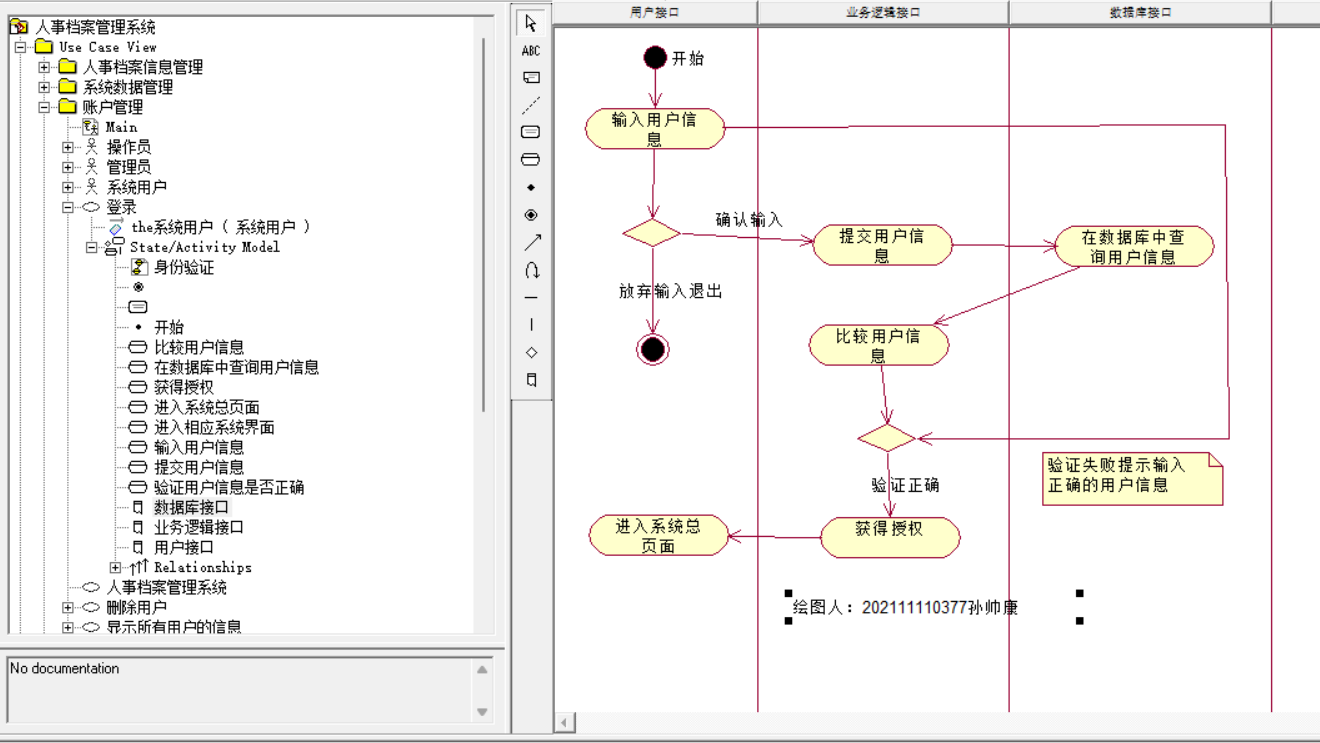 人事档案管理系统
Use Case View
人事档案信息管理
系统数据管理
账户管理
Main
操作员
管理员
系统用户
登录
the系统用户 ( 系统用户 )
State/Activity Model
身份验证
开始
比较用户信息
在数据库中查询用户信息
获得授权
进入系统总页面
进入相应系统界面
输入用户信息
提交用户信息
验证用户信息是否正确
数据库接口
业务逻辑接口
用户接口
Relationships
人事档案管理系统
删除用户
显示所有用户的信息
No documentation
ABC
用户接口
业务逻辑接口
数据库接口
开始
输入用户信
息
确认输入
提交用户信
息
在数据库中查
询用户信息
放弃输入退出
比较用户信
息
验证失败提示输入
正确的用户信息
验证正确
进入系统总
页面
获得授权
绘图人：202111110377孙帅康